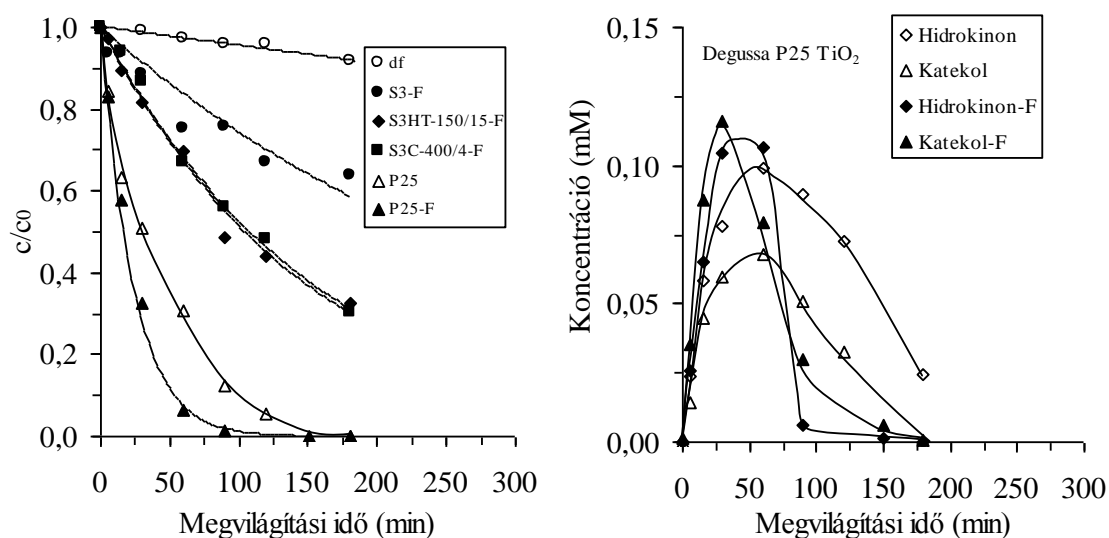 1,0
0,8
0,6
0,4
0,2
0,0
c/c0
0
50
100
150
200
250
300
Megvilágítási idő (min)
df
S3-F
S3HT-150/15-F
S3C-400/4-F
P25
P25-F
0,15
0,10
0,05
0,00
Koncentráció (mM)
0
50
100
150
200
250
300
Megvilágítási idő (min)
Degussa P25 TiO₂
Hidrokinon
Katekol
Hidrokinon-F
Katekol-F